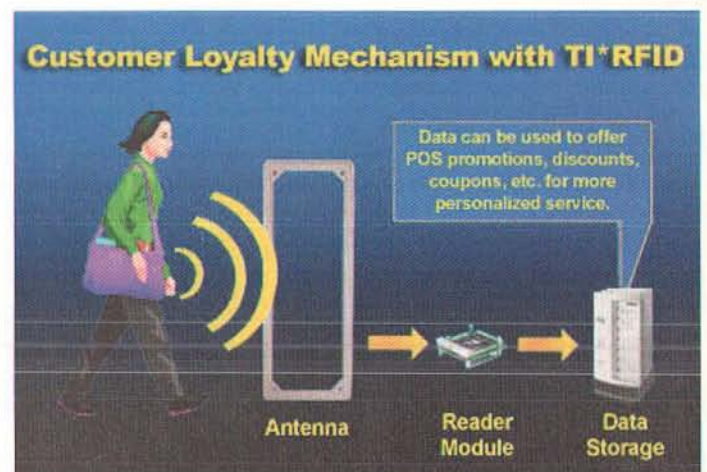 Customer Loyalty Mechanism with TI*RFID
Data can be used to offer
POS promotions, discounts,
coupons, etc. for more
personalized service.
Antenna
Reader
Module
Data
Storage